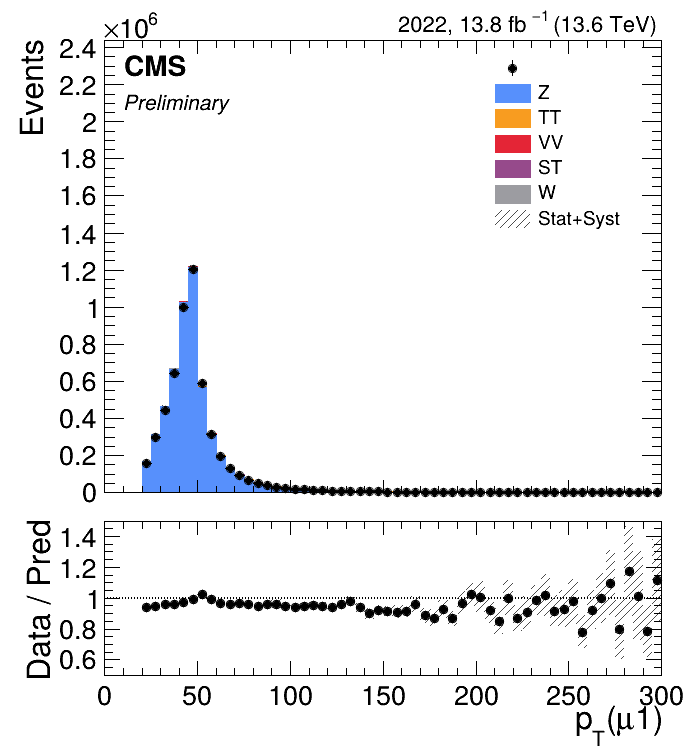 ×10⁶
2022, 13.8 fb⁻¹ (13.6 TeV)
Events
CMS
Preliminary
Z
TT
VV
ST
W
Stat+Syst
2.4
2.2
2
1.8
1.6
1.4
1.2
1
0.8
0.6
0.4
0.2
0
Data / Pred
1.4
1.2
1
0.8
0.6
0 50 100 150 200 250 300
p_T(μ1)